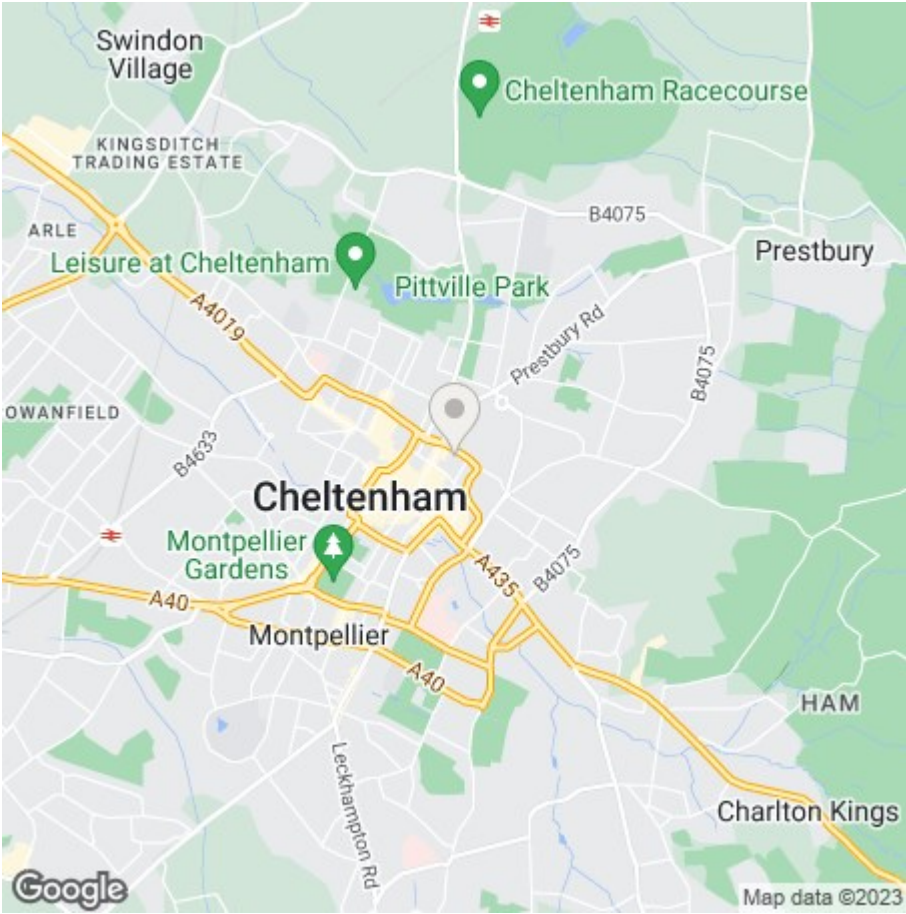 Swindon
Village
Cheltenham Racecourse
KINGSDITCH
TRADING ESTATE
B4075
ARLE
Prestbury
Leisure at Cheltenham
Pittville Park
A4019
Prestbury Rd
B4075
OWANFIELD
B4633
Cheltenham
Montpellier
Gardens
A435
B4075
A40
Montpellier
A40
HAM
Leckhampton Rd
Charlton Kings
Google
Map data ©2023